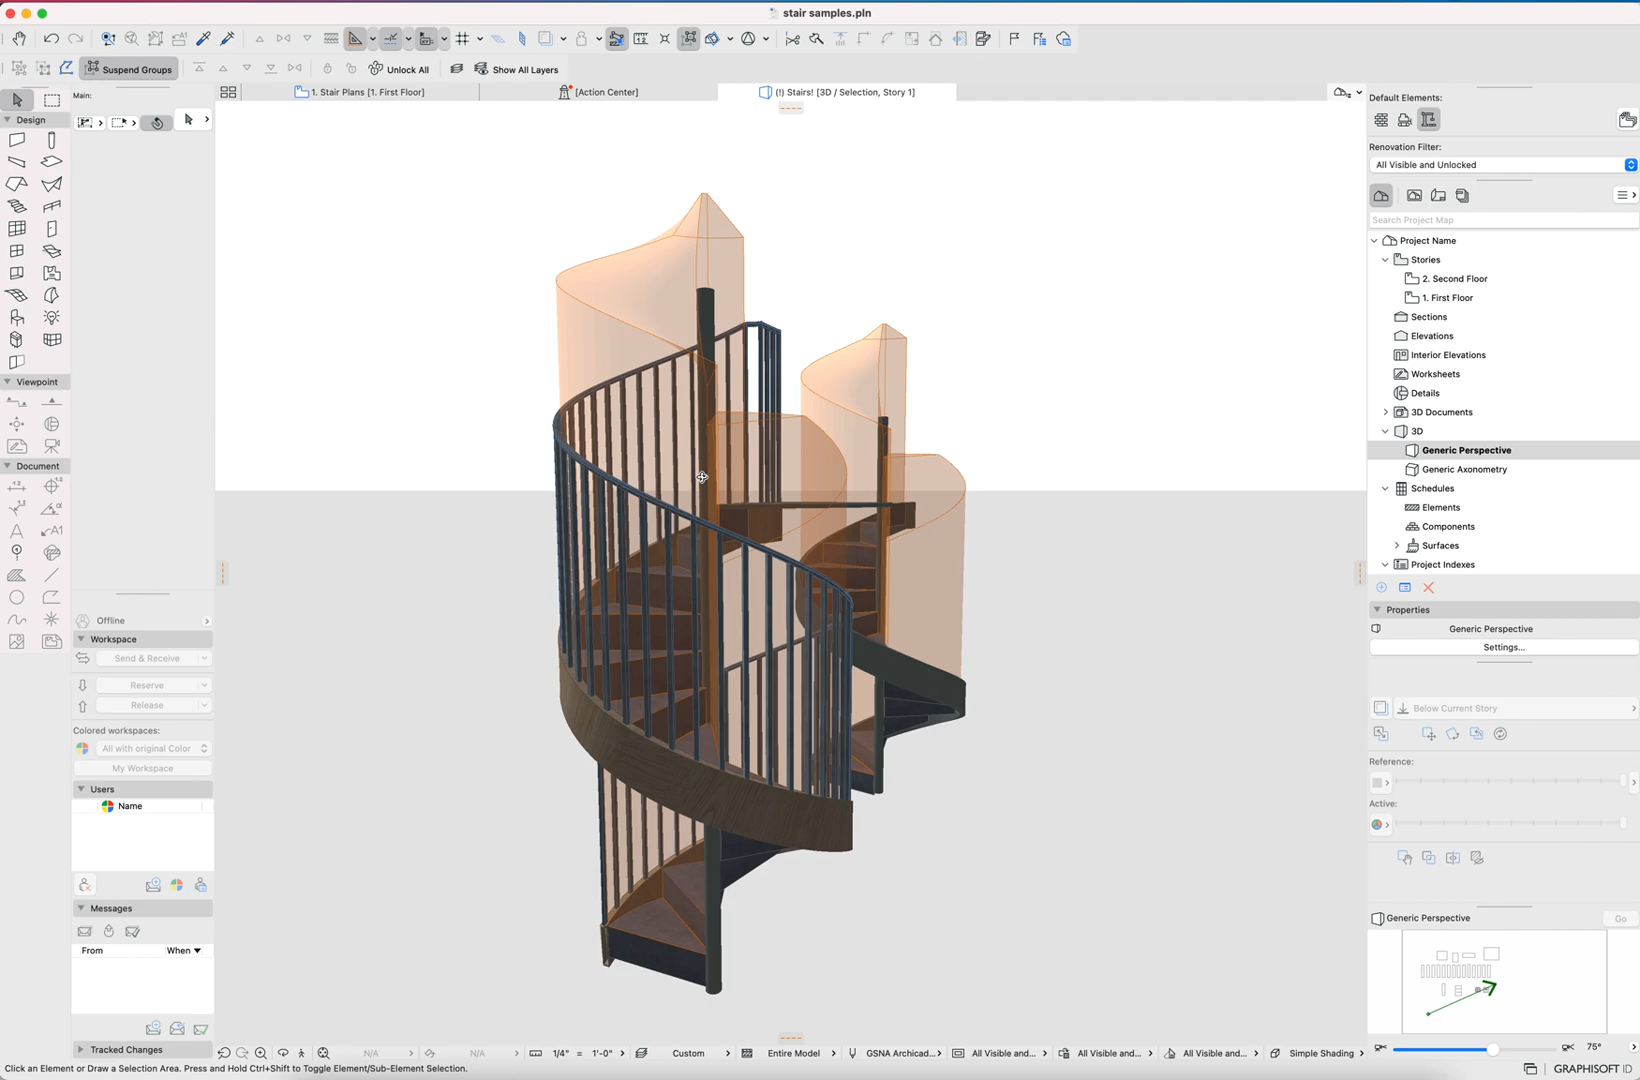 stair samples.pln
Suspend Groups
Unlock All
Show All Layers
Main:
1. Stair Plans [1. First Floor]
[Action Center]
(!) Stairs! [3D / Selection, Story 1]
Design
Viewpoint
Document
Offline
Workspace
Send & Receive
Reserve
Release
Colored workspaces:
All with original Color
My Workspace
Users
Name
Messages
From
When ▼
Tracked Changes
Default Elements:
Renovation Filter:
All Visible and Unlocked
Search Project Map
Project Name
Stories
2. Second Floor
1. First Floor
Sections
Elevations
Interior Elevations
Worksheets
Details
3D Documents
3D
Generic Perspective
Generic Axonometry
Schedules
Elements
Components
Surfaces
Project Indexes
Properties
Generic Perspective
Settings...
Below Current Story
Reference:
Active:
Generic Perspective
Go
N/A
N/A
1/4" = 1'-0"
Custom
Entire Model
GSNA Archicad...
All Visible and...
All Visible and...
All Visible and...
Simple Shading
75°
Click an Element or Draw a Selection Area. Press and Hold Ctrl+Shift to Toggle Element/Sub-Element Selection.
GRAPHISOFT ID